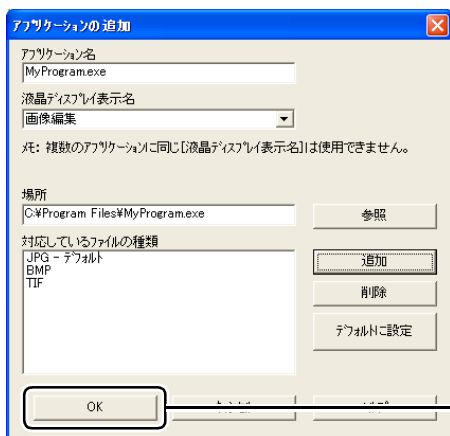 アプリケーションの追加
アプリケーション名
MyProgram.exe
液晶ディスプレイ表示名
画像編集
メモ: 複数のアプリケーションに同じ[液晶ディスプレイ表示名]は使用できません。
場所
C:¥Program Files¥MyProgram.exe
参照
対応しているファイルの種類
JPG - デフォルト
BMP
TIF
追加
削除
デフォルトに設定
OK